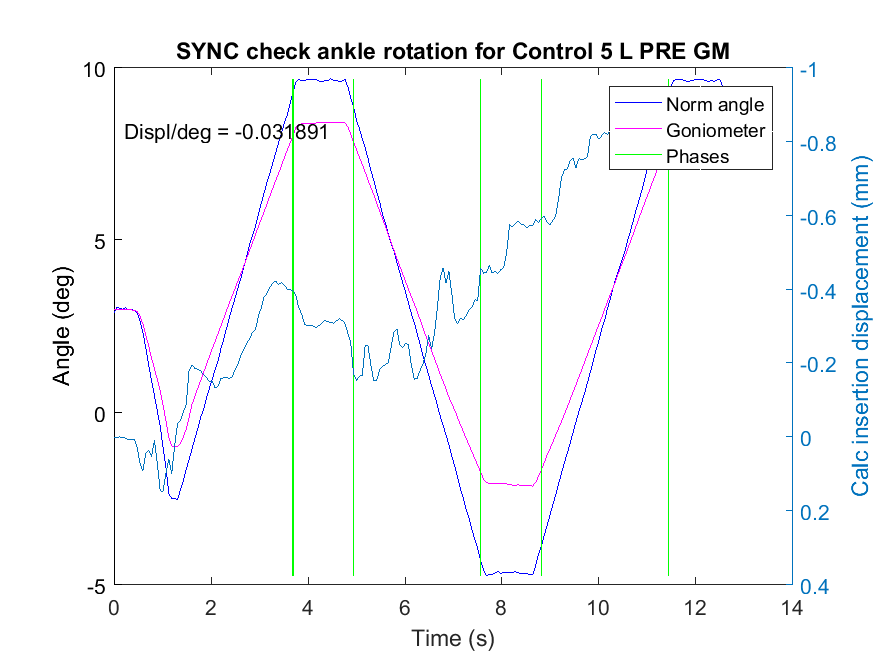 SYNC check ankle rotation for Control 5 L PRE GM
Displ/deg = -0.031891
Norm angle
Goniometer
Phases
Angle (deg)
10
5
0
-5
Calc insertion displacement (mm)
-1
-0.8
-0.6
-0.4
-0.2
0
0.2
0.4
0 2 4 6 8 10 12 14
Time (s)